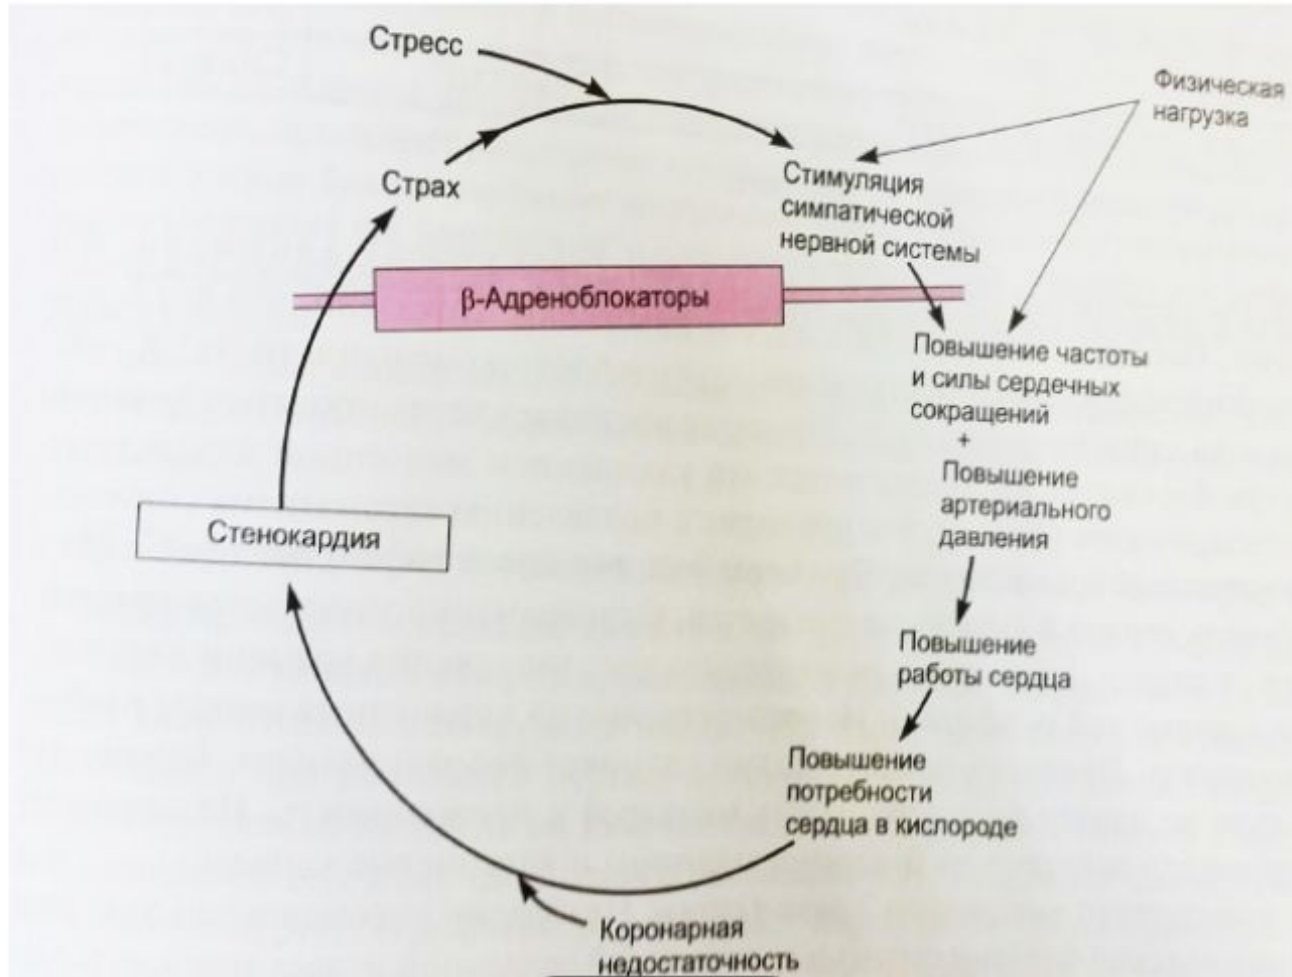 Стресс
Физическая
нагрузка
Страх
Стимуляция
симпатической
нервной системы
β-Адреноблокаторы
Повышение частоты
и силы сердечных
сокращений
+
Повышение
артериального
давления
Стенокардия
Повышение
работы сердца
Повышение
потребности
сердца в кислороде
Коронарная
недостаточность